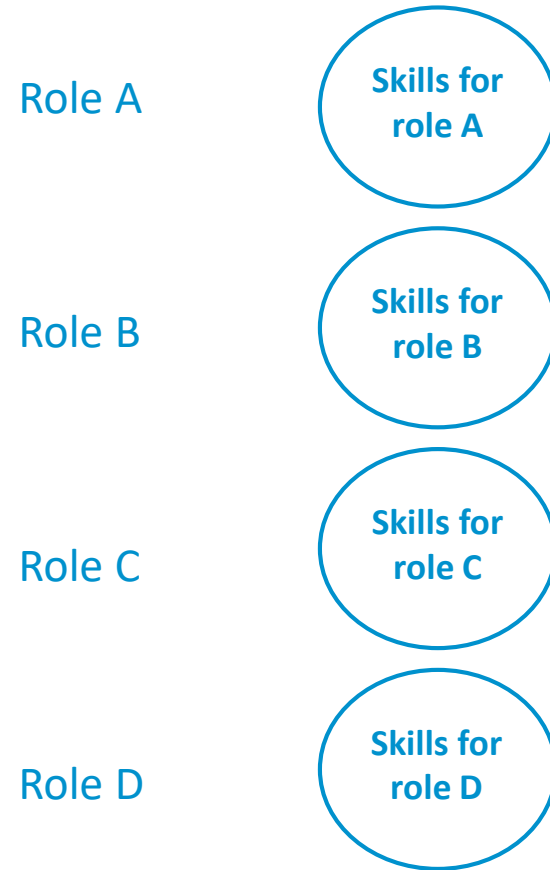 Role A
Skills for
role A
Role B
Skills for
role B
Role C
Skills for
role C
Role D
Skills for
role D